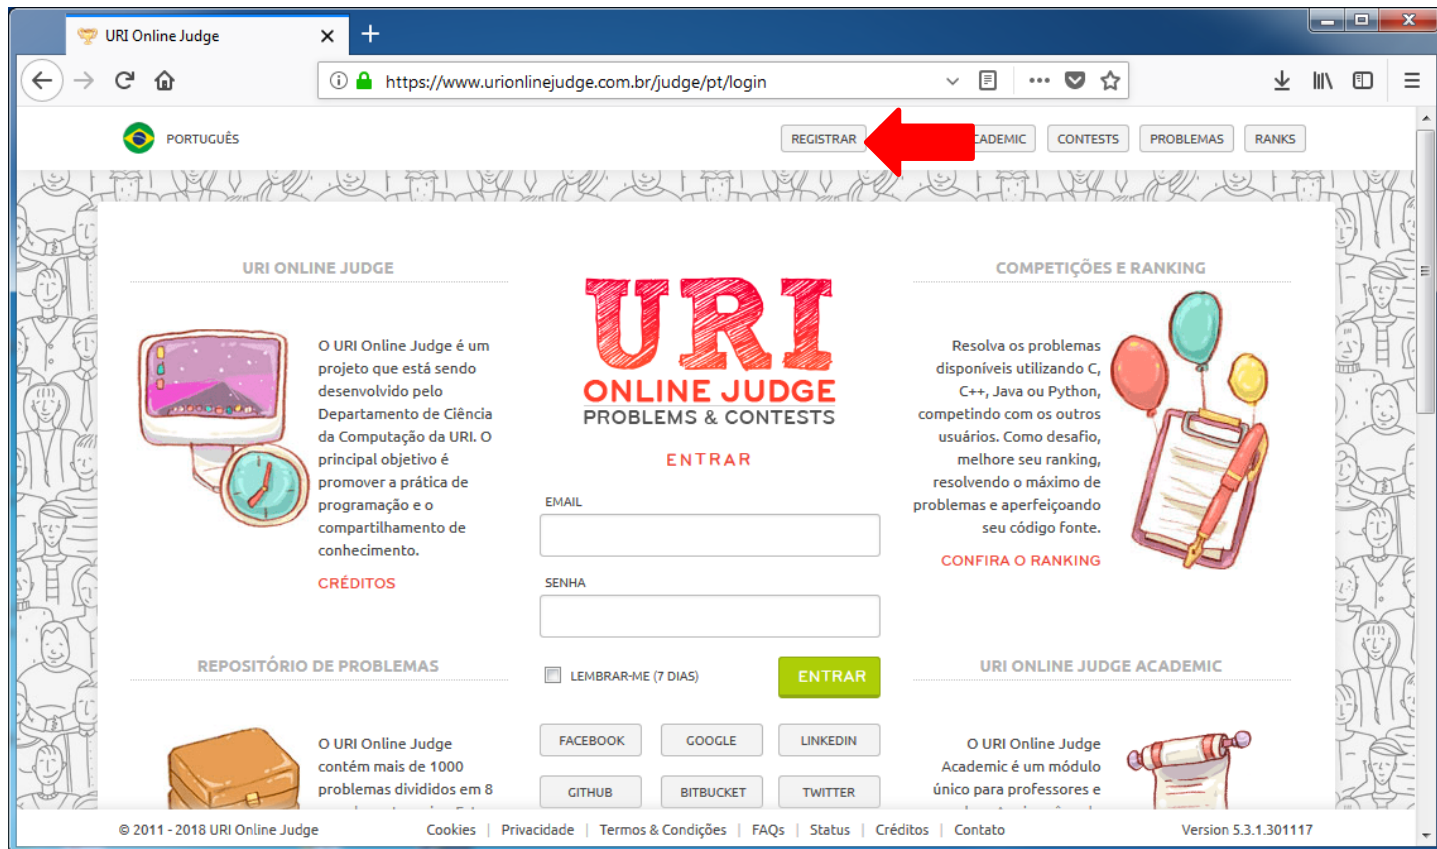 URI Online Judge
https://www.urionlinejudge.com.br/judge/pt/login
PORTUGUÊS
REGISTRAR
CONTESTS
PROBLEMAS
RANKS
URI ONLINE JUDGE
O URI Online Judge é um
projeto que está sendo
desenvolvido pelo
Departamento de Ciência
da Computação da URI. O
principal objetivo é
promover a prática de
programação e o
compartilhamento de
conhecimento.
CRÉDITOS
URI
ONLINE JUDGE
PROBLEMS & CONTESTS
ENTRAR
EMAIL
SENHA
LEMBRAR-ME (7 DIAS)
ENTRAR
FACEBOOK
GOOGLE
LINKEDIN
GITHUB
BITBUCKET
TWITTER
COMPETIÇÕES E RANKING
Resolva os problemas
disponíveis utilizando C,
C++, Java ou Python,
competindo com os outros
usuários. Como desafio,
melhore seu ranking,
resolvendo o máximo de
problemas e aperfeiçoando
seu código fonte.
CONFIRA O RANKING
REPOSITÓRIO DE PROBLEMAS
O URI Online Judge
contém mais de 1000
problemas divididos em 8
URI ONLINE JUDGE ACADEMIC
O URI Online Judge
Academic é um módulo
único para professores e
© 2011 - 2018 URI Online Judge
Cookies | Privacidade | Termos & Condições | FAQs | Status | Créditos | Contato
Version 5.3.1.301117